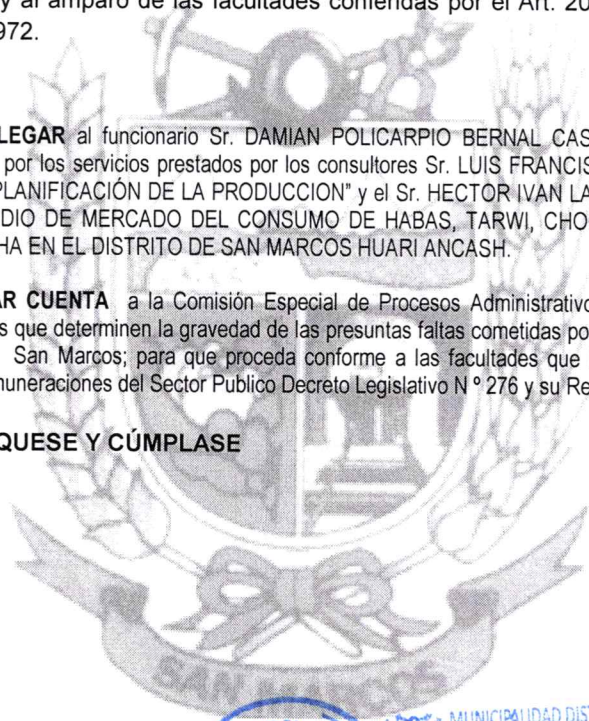 y al amparo de las facultades conferidas por el Art. 20
972.
LEGAR al funcionario Sr. DAMIAN POLICARPIO BERNAL CAS
por los servicios prestados por los consultores Sr. LUIS FRANCIS
PLANIFICACIÓN DE LA PRODUCCION" y el Sr. HECTOR IVAN LA
DIO DE MERCADO DEL CONSUMO DE HABAS, TARWI, CHO
HA EN EL DISTRITO DE SAN MARCOS HUARI ANCASH.
AR CUENTA a la Comisión Especial de Procesos Administrativo
s que determinen la gravedad de las presuntas faltas cometidas po
San Marcos; para que proceda conforme a las facultades que
muneraciones del Sector Publico Decreto Legislativo N º 276 y su Re
QUESE Y CÚMPLASE
SAN MARCOS
MUNICIPALIDAD DIS